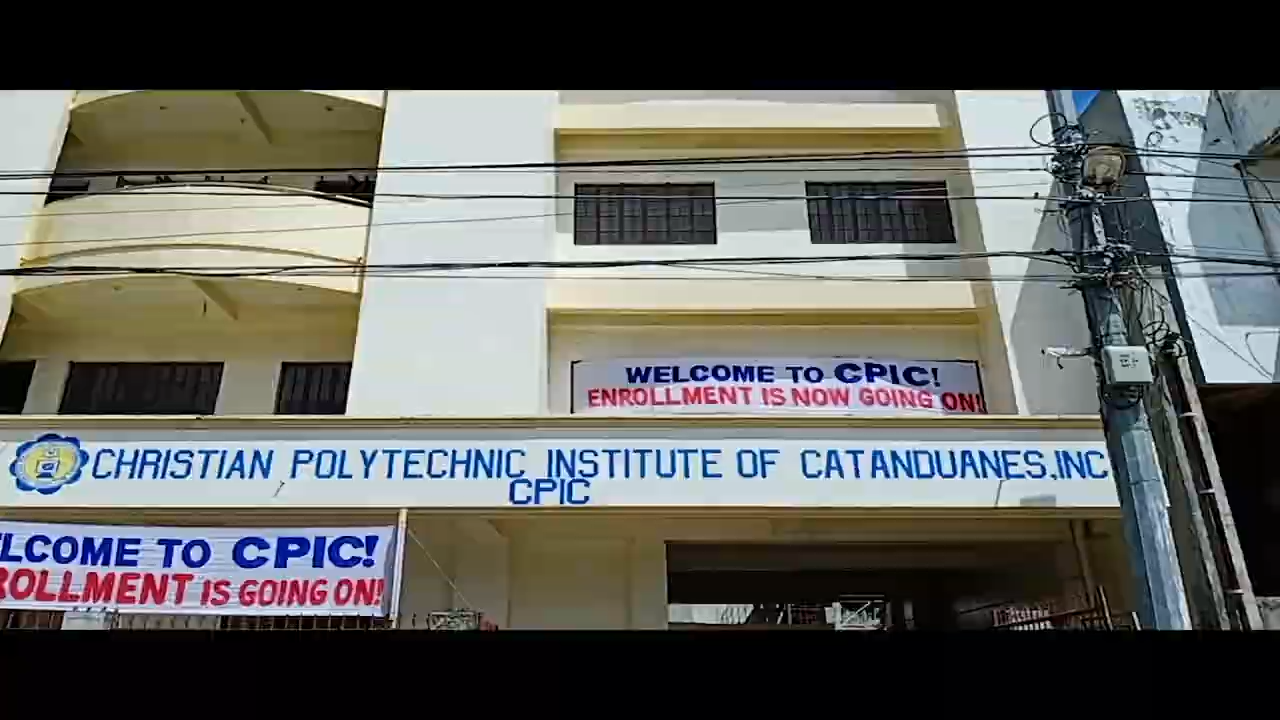 WELCOME TO CPIC!
ENROLLMENT IS NOW GOING ON!
CHRISTIAN POLYTECHNIC INSTITUTE OF CATANDUANES,INC
CPIC
LCOME TO CPIC!
ROLLMENT IS GOING ON!